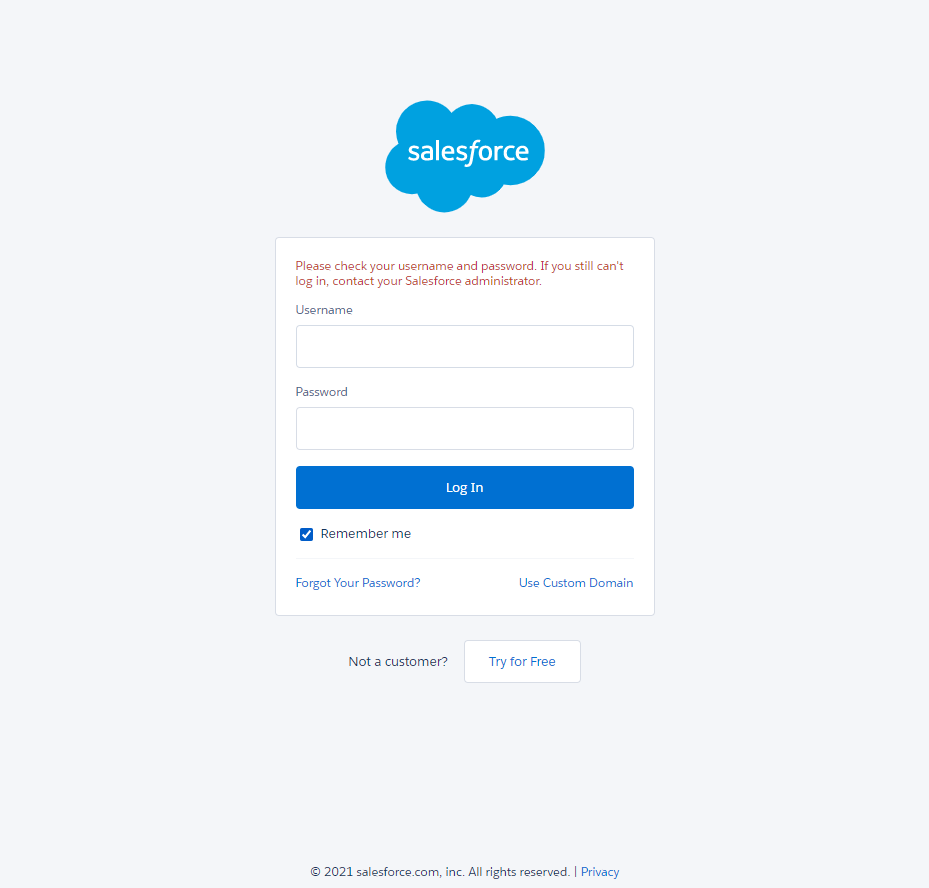 salesforce
Please check your username and password. If you still can't
log in, contact your Salesforce administrator.
Username
Password
Log In
Remember me
Forgot Your Password?
Use Custom Domain
Not a customer?
Try for Free
© 2021 salesforce.com, inc. All rights reserved. | Privacy